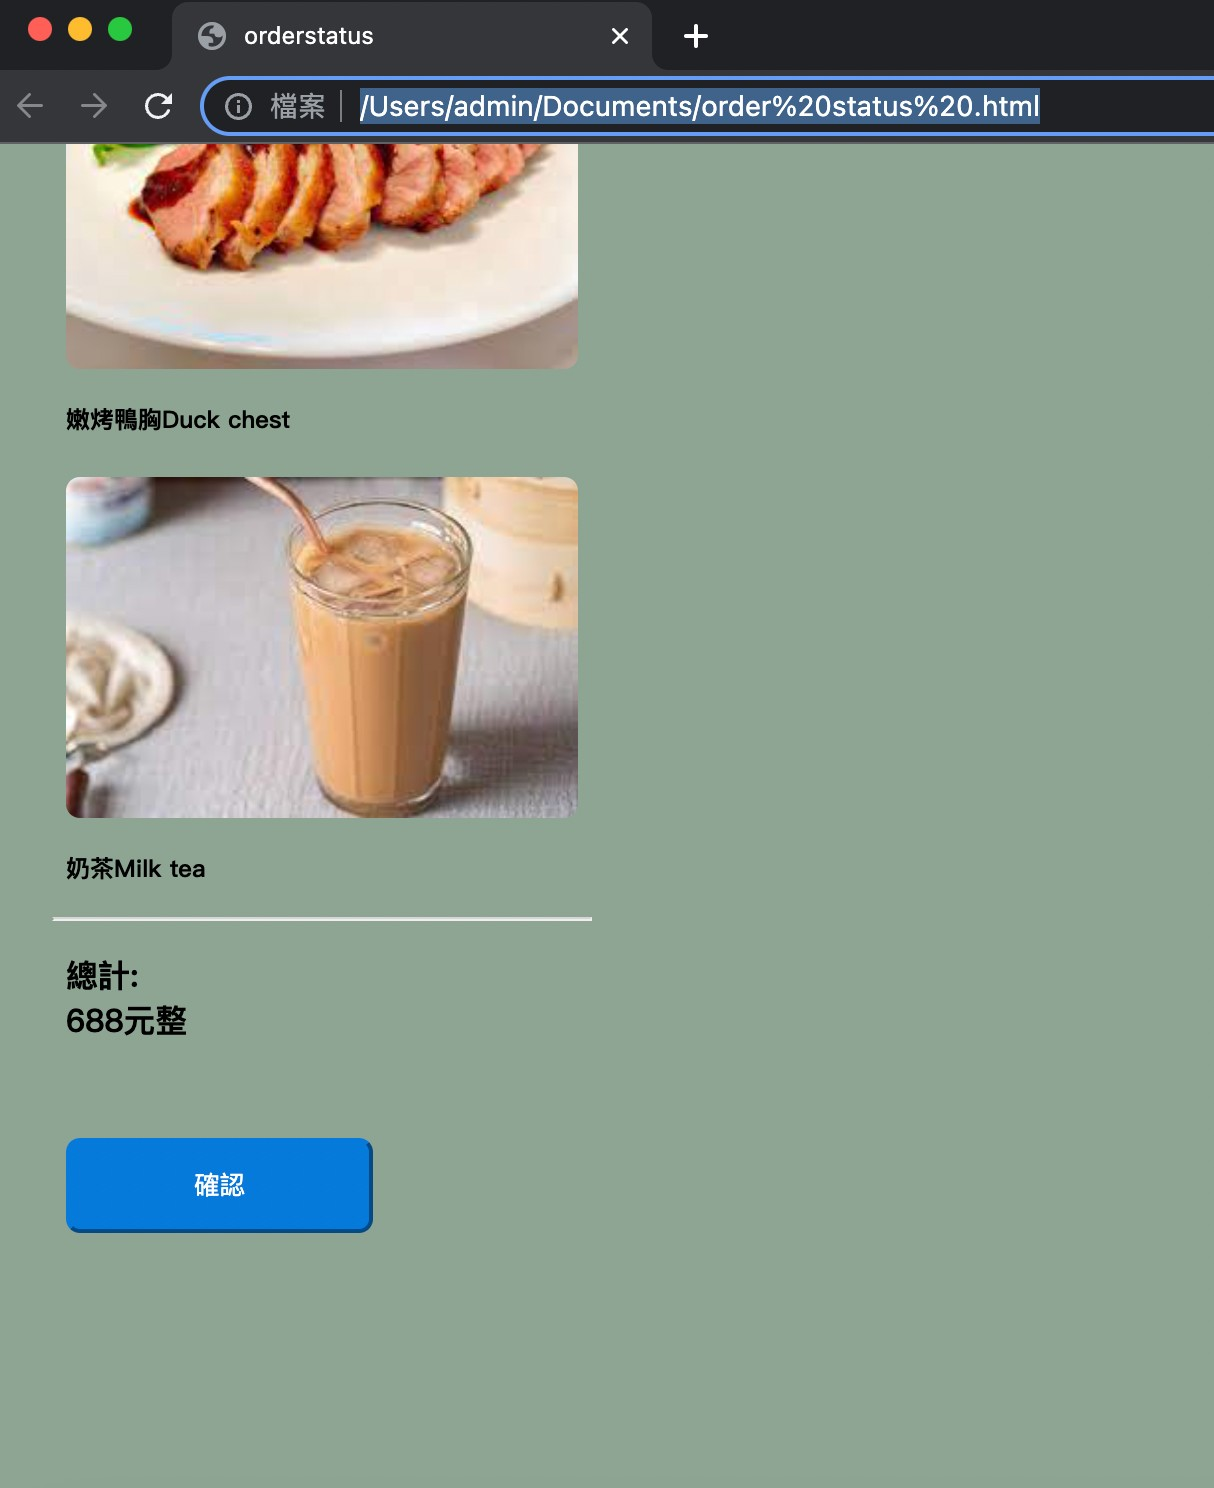 orderstatus
檔案 /Users/admin/Documents/order%20status%20.html
嫩烤鴨胸Duck chest
奶茶Milk tea
總計:
688元整
確認